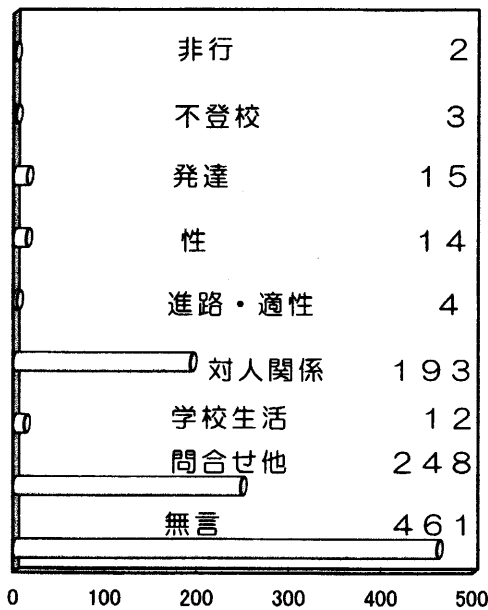 非行 2
不登校 3
発達 15
性 14
進路・適性 4
対人関係 193
学校生活 12
問合せ他 248
無言 461
0 100 200 300 400 500